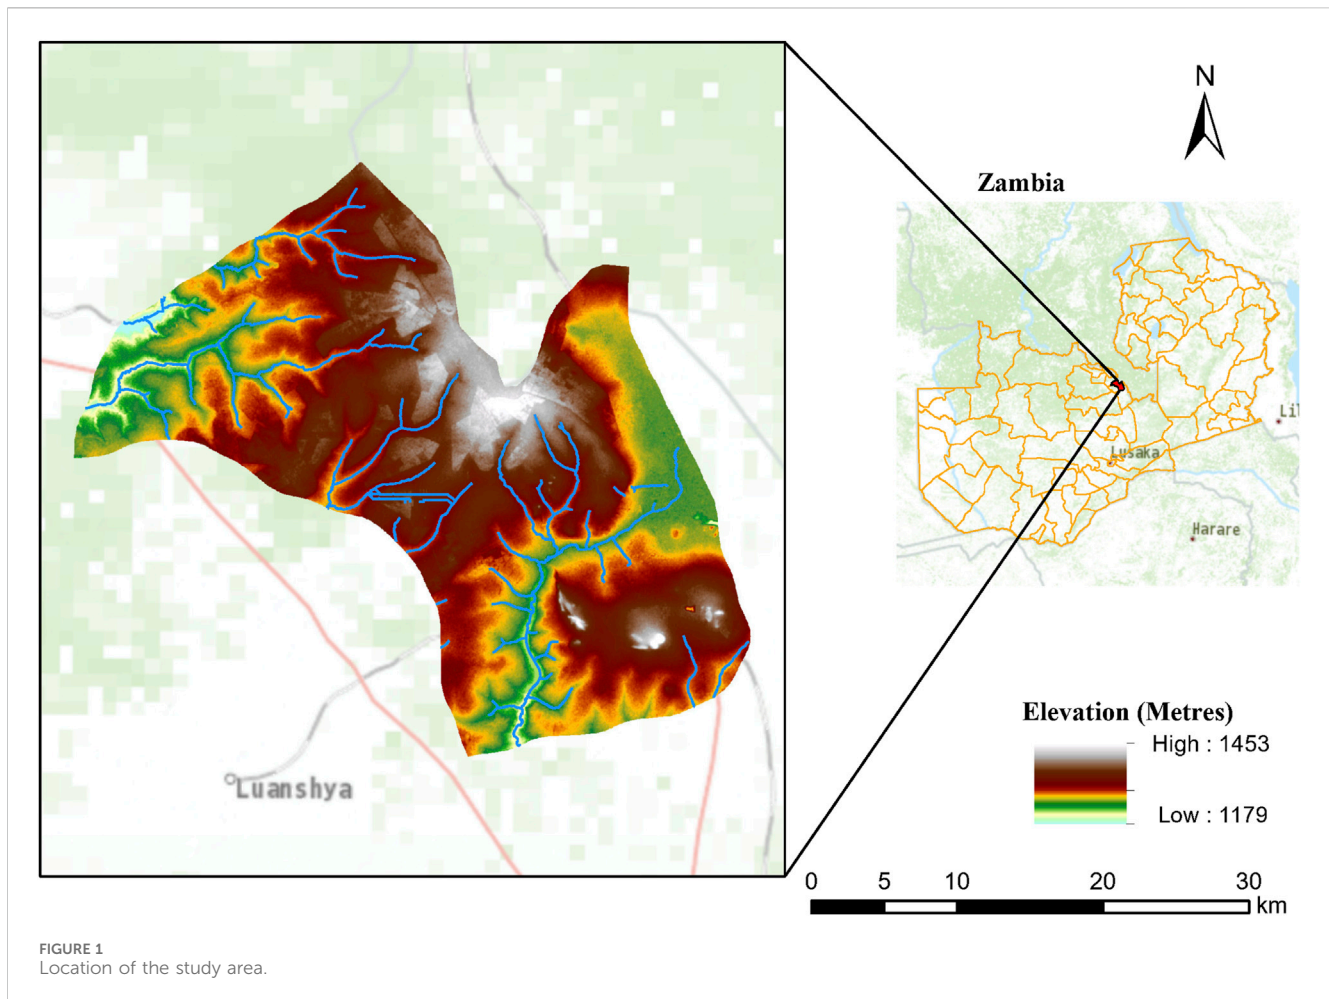 N
Zambia
Lusaka
Harare
Luanshya
Elevation (Metres)
High : 1453
Low : 1179
0 5 10 20 30
km
FIGURE 1
Location of the study area.